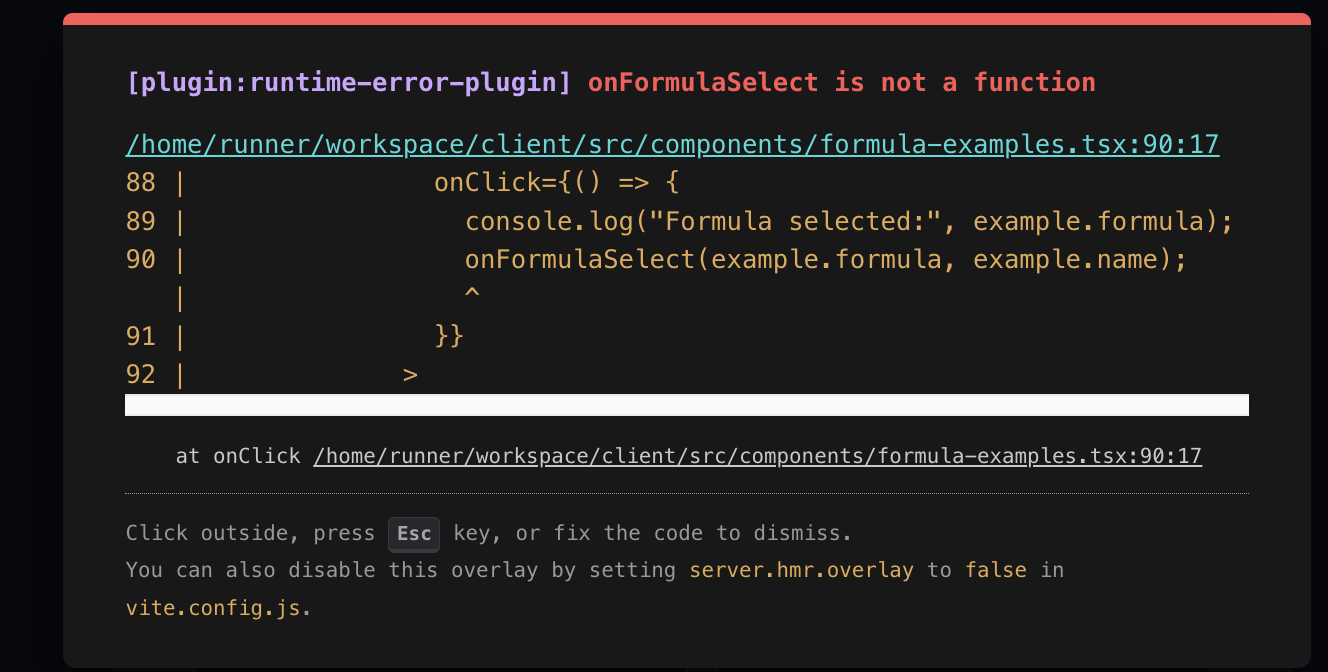 [plugin:runtime-error-plugin] onFormulaSelect is not a function
/home/runner/workspace/client/src/components/formula-examples.tsx:90:17
88 |                onClick={() => {
89 |                  console.log("Formula selected:", example.formula);
90 |                  onFormulaSelect(example.formula, example.name);
   |                  ^
91 |                }}
92 |              >
at onClick /home/runner/workspace/client/src/components/formula-examples.tsx:90:17
Click outside, press Esc key, or fix the code to dismiss.
You can also disable this overlay by setting server.hmr.overlay to false in
vite.config.js.